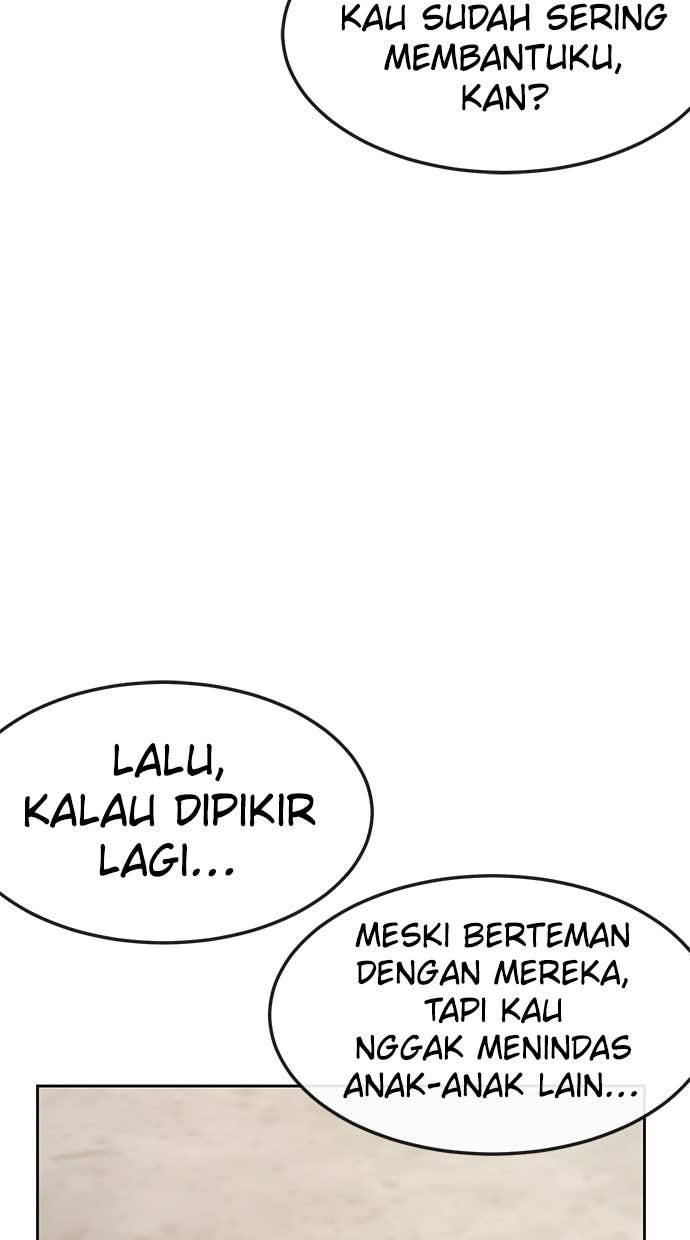 KAU SUDAH SERING
MEMBANTUKU,
KAN?
LALU,
KALAU DIPIKIR
LAGI...
MESKI BERTEMAN
DENGAN MEREKA,
TAPI KAU
NGGAK MENINDAS
ANAK-ANAK LAIN...